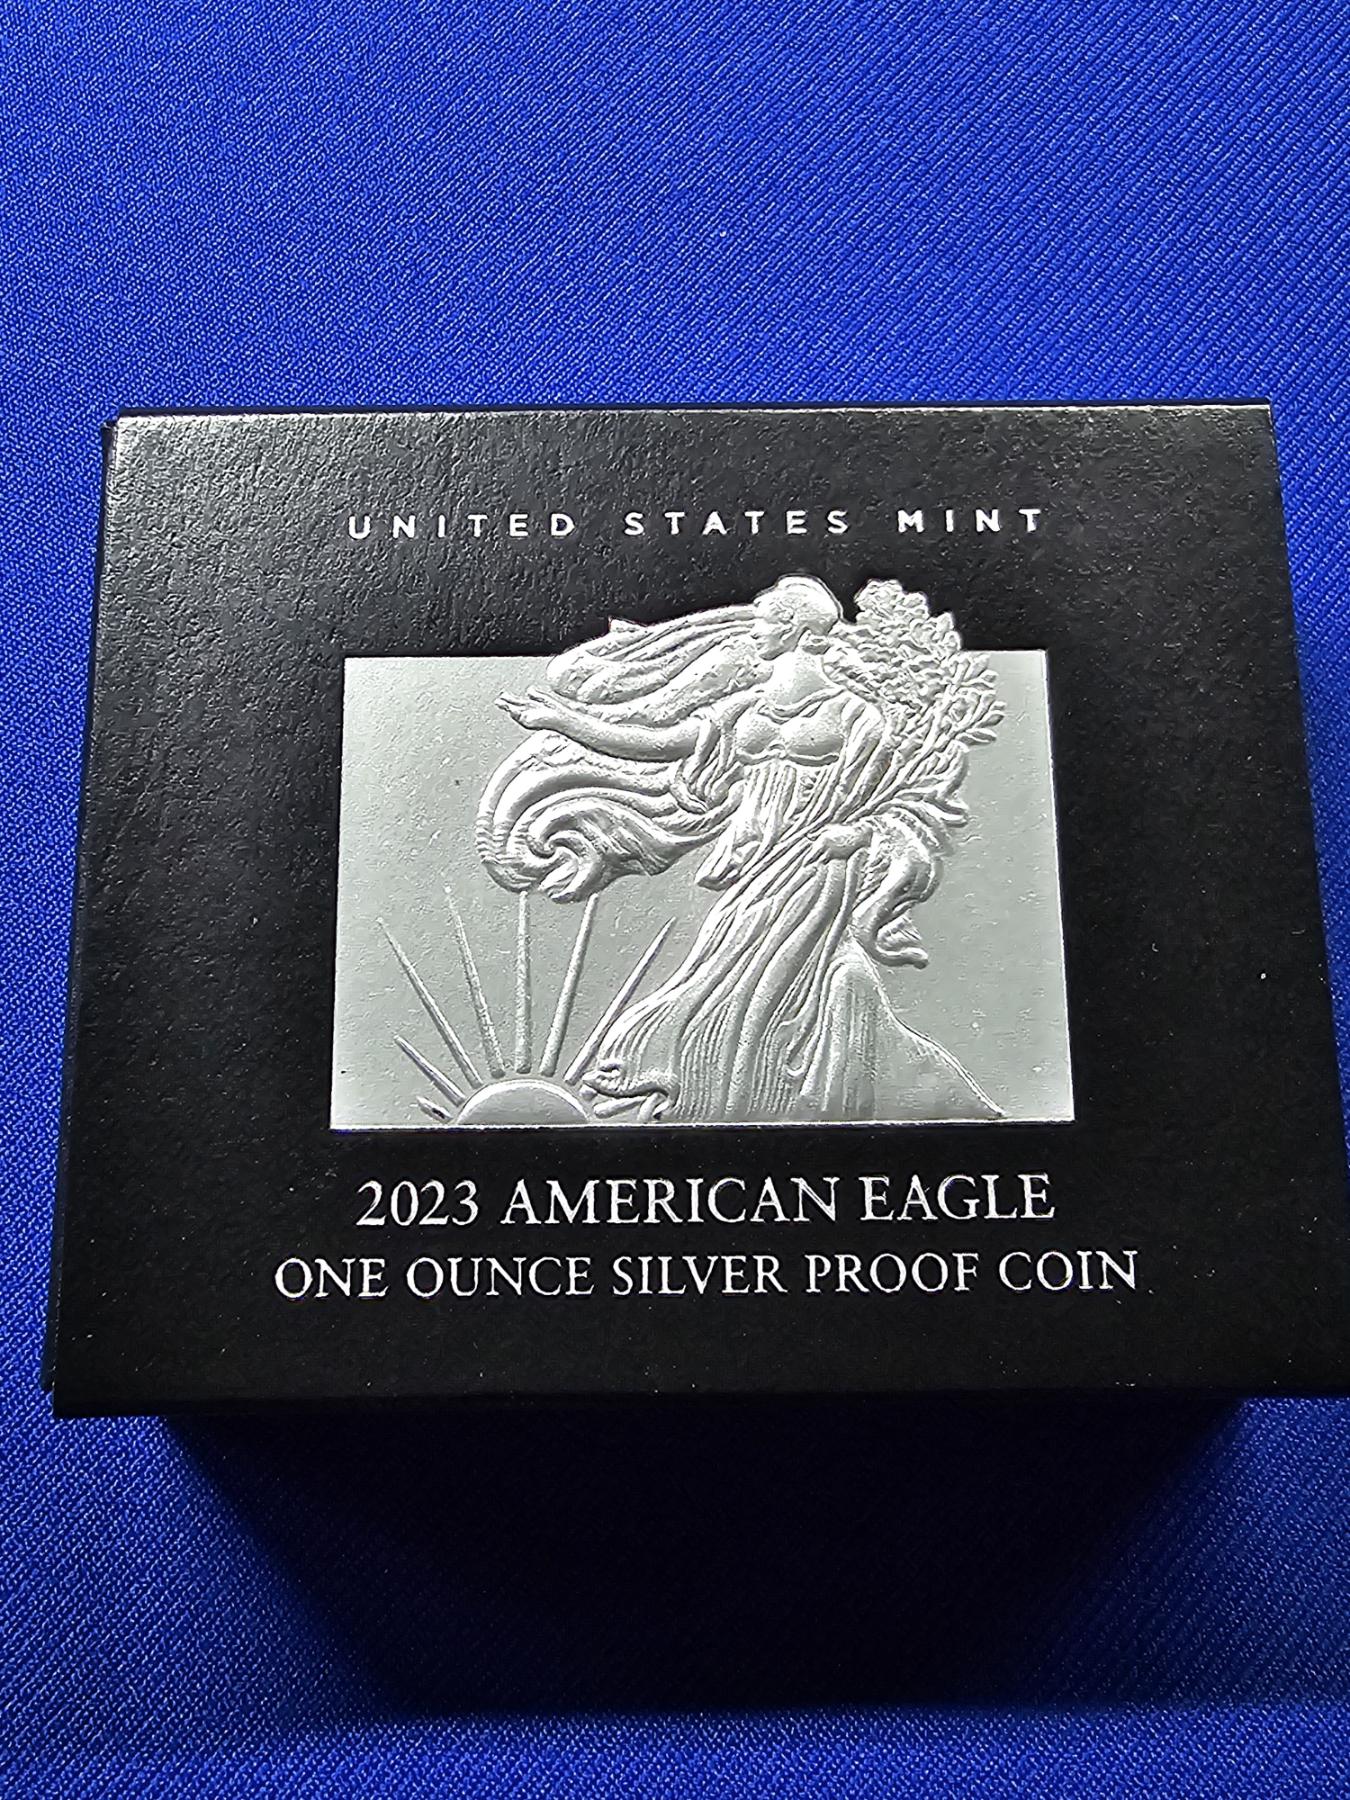 UNITED STATES MINT
2023 AMERICAN EAGLE
ONE OUNCE SILVER PROOF COIN